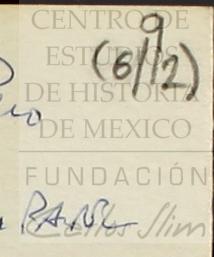 CENTRO DE
ESTUDIOS
DE HISTORIA
DE MEXICO
FUNDACIÓN
Carlos Slim
9
(6/12)